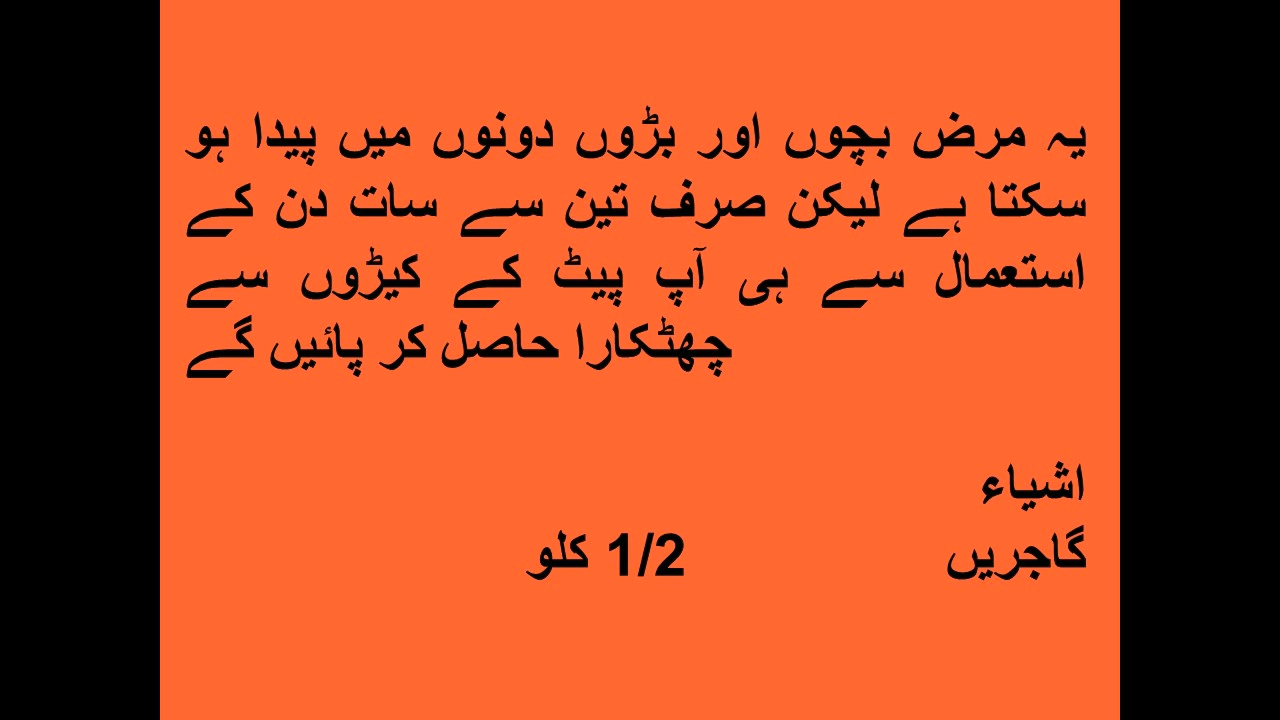 یہ مرض بچوں اور بڑوں دونوں میں پیدا ہو
سکتا ہے لیکن صرف تین سے سات دن کے
استعمال سے ہی آپ پیٹ کے کیڑوں سے
چھٹکارا حاصل کر پائیں گے
اشیاء
گاجریں 1/2 کلو